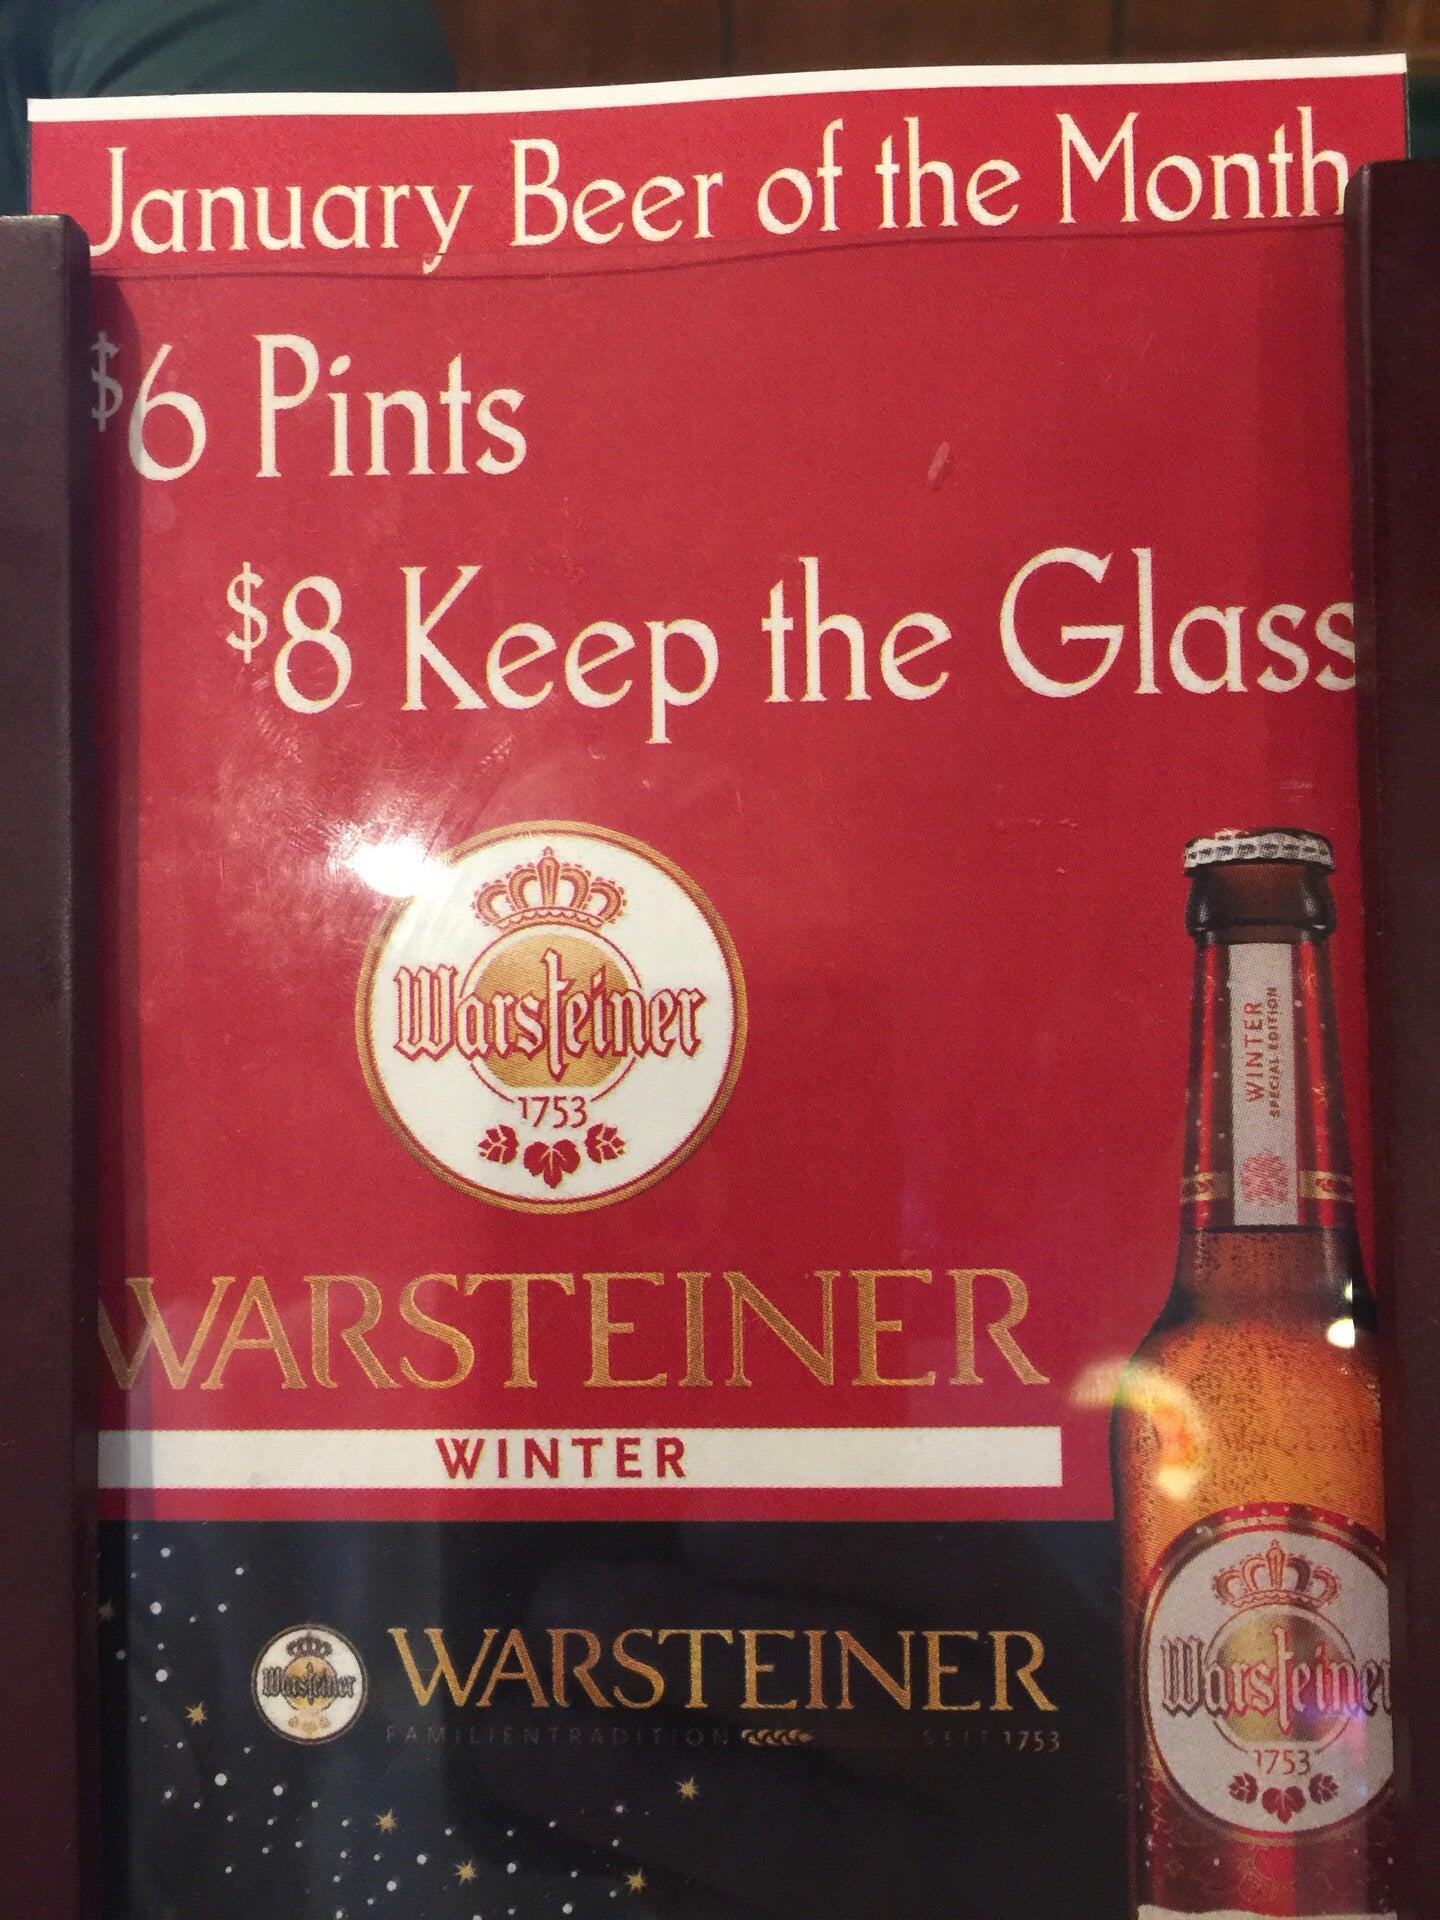 January Beer of the Month
$6 Pints
$8 Keep the Glass
Warsteiner
1753
WINTER
SPECIAL EDITION
WARSTEINER
WINTER
Warsteiner
WARSTEINER
FAMILIENTRADITION SEIT 1753
Warsteiner
1753